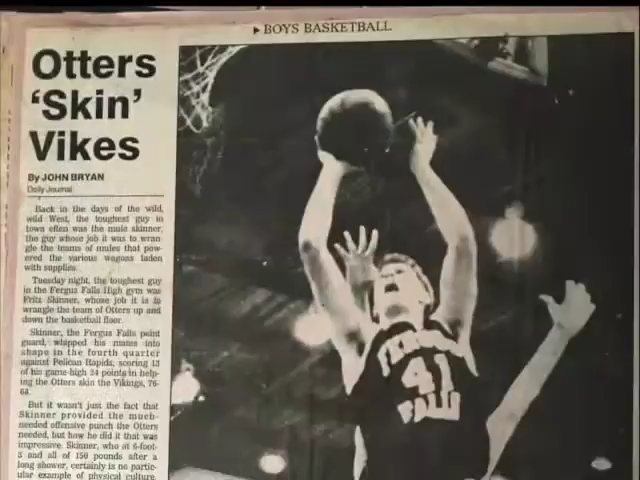 ▸ BOYS BASKETBALL
Otters
‘Skin’
Vikes
By JOHN BRYAN
Daily Journal
Back in the days of the wild,
wild West, the toughest guy in
town often was the mule skinner,
the guy whose job it was to wran-
gle the teams of mules that pow-
ered the various wagons laden
with supplies.
Tuesday night, the toughest guy
in the Fergus Falls High gym was
Fritz Skinner, whose job it is to
wrangle the team of Otters up and
down the basketball floor.
Skinner, the Fergus Falls point
guard, whipped his mates into
shape in the fourth quarter
against Pelican Rapids, scoring 13
of his game-high 24 points in help-
ing the Otters skin the Vikings, 76-
But it wasn't just the fact that
Skinner provided the much-
needed offensive punch the Otters
needed, but how he did it that was
impressive. Skinner, who at 6-foot-
3 and all of 150 pounds after a
long shower, certainly is no partic-
ular example of physical culture,
FERGUS
41
FALLS